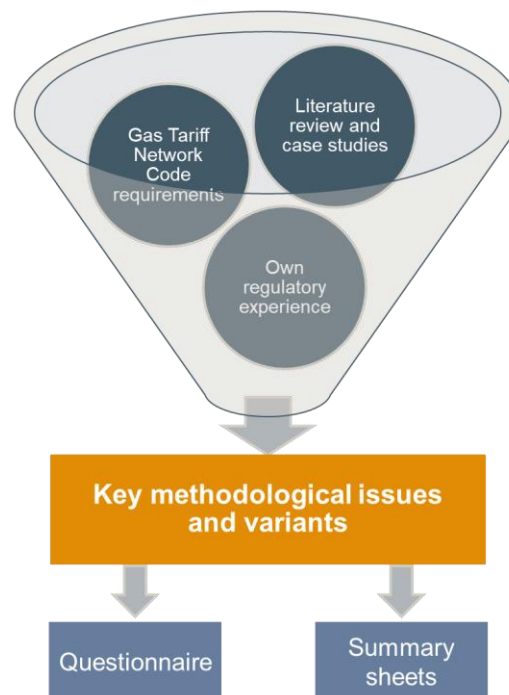 Gas Tariff
Network
Code
requirements
Literature
review and
case studies
Own
regulatory
experience
Key methodological issues
and variants
Questionnaire
Summary
sheets